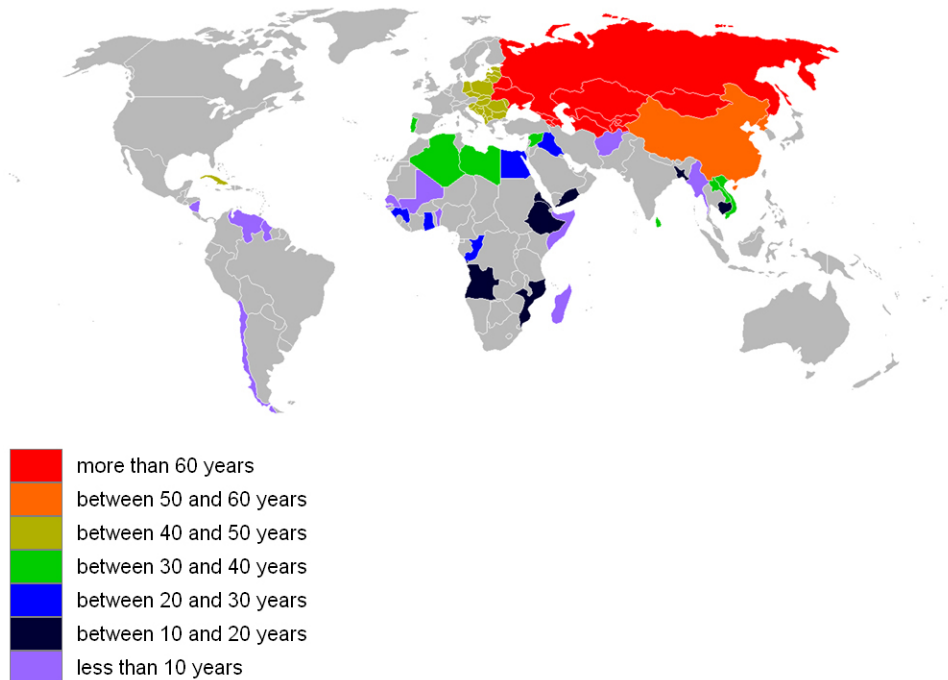 more than 60 years
between 50 and 60 years
between 40 and 50 years
between 30 and 40 years
between 20 and 30 years
between 10 and 20 years
less than 10 years